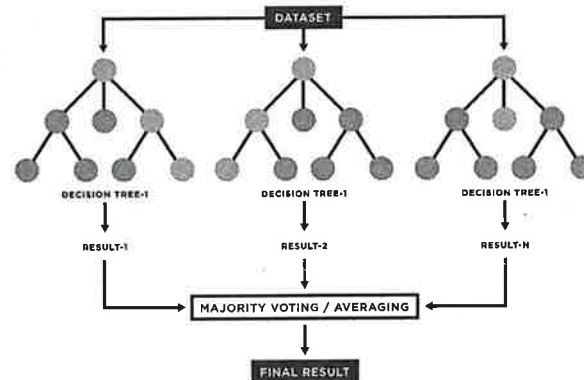 DATASET
DECISION TREE-1 DECISION TREE-1 DECISION TREE-1
RESULT-1 RESULT-2 RESULT-N
MAJORITY VOTING / AVERAGING
FINAL RESULT